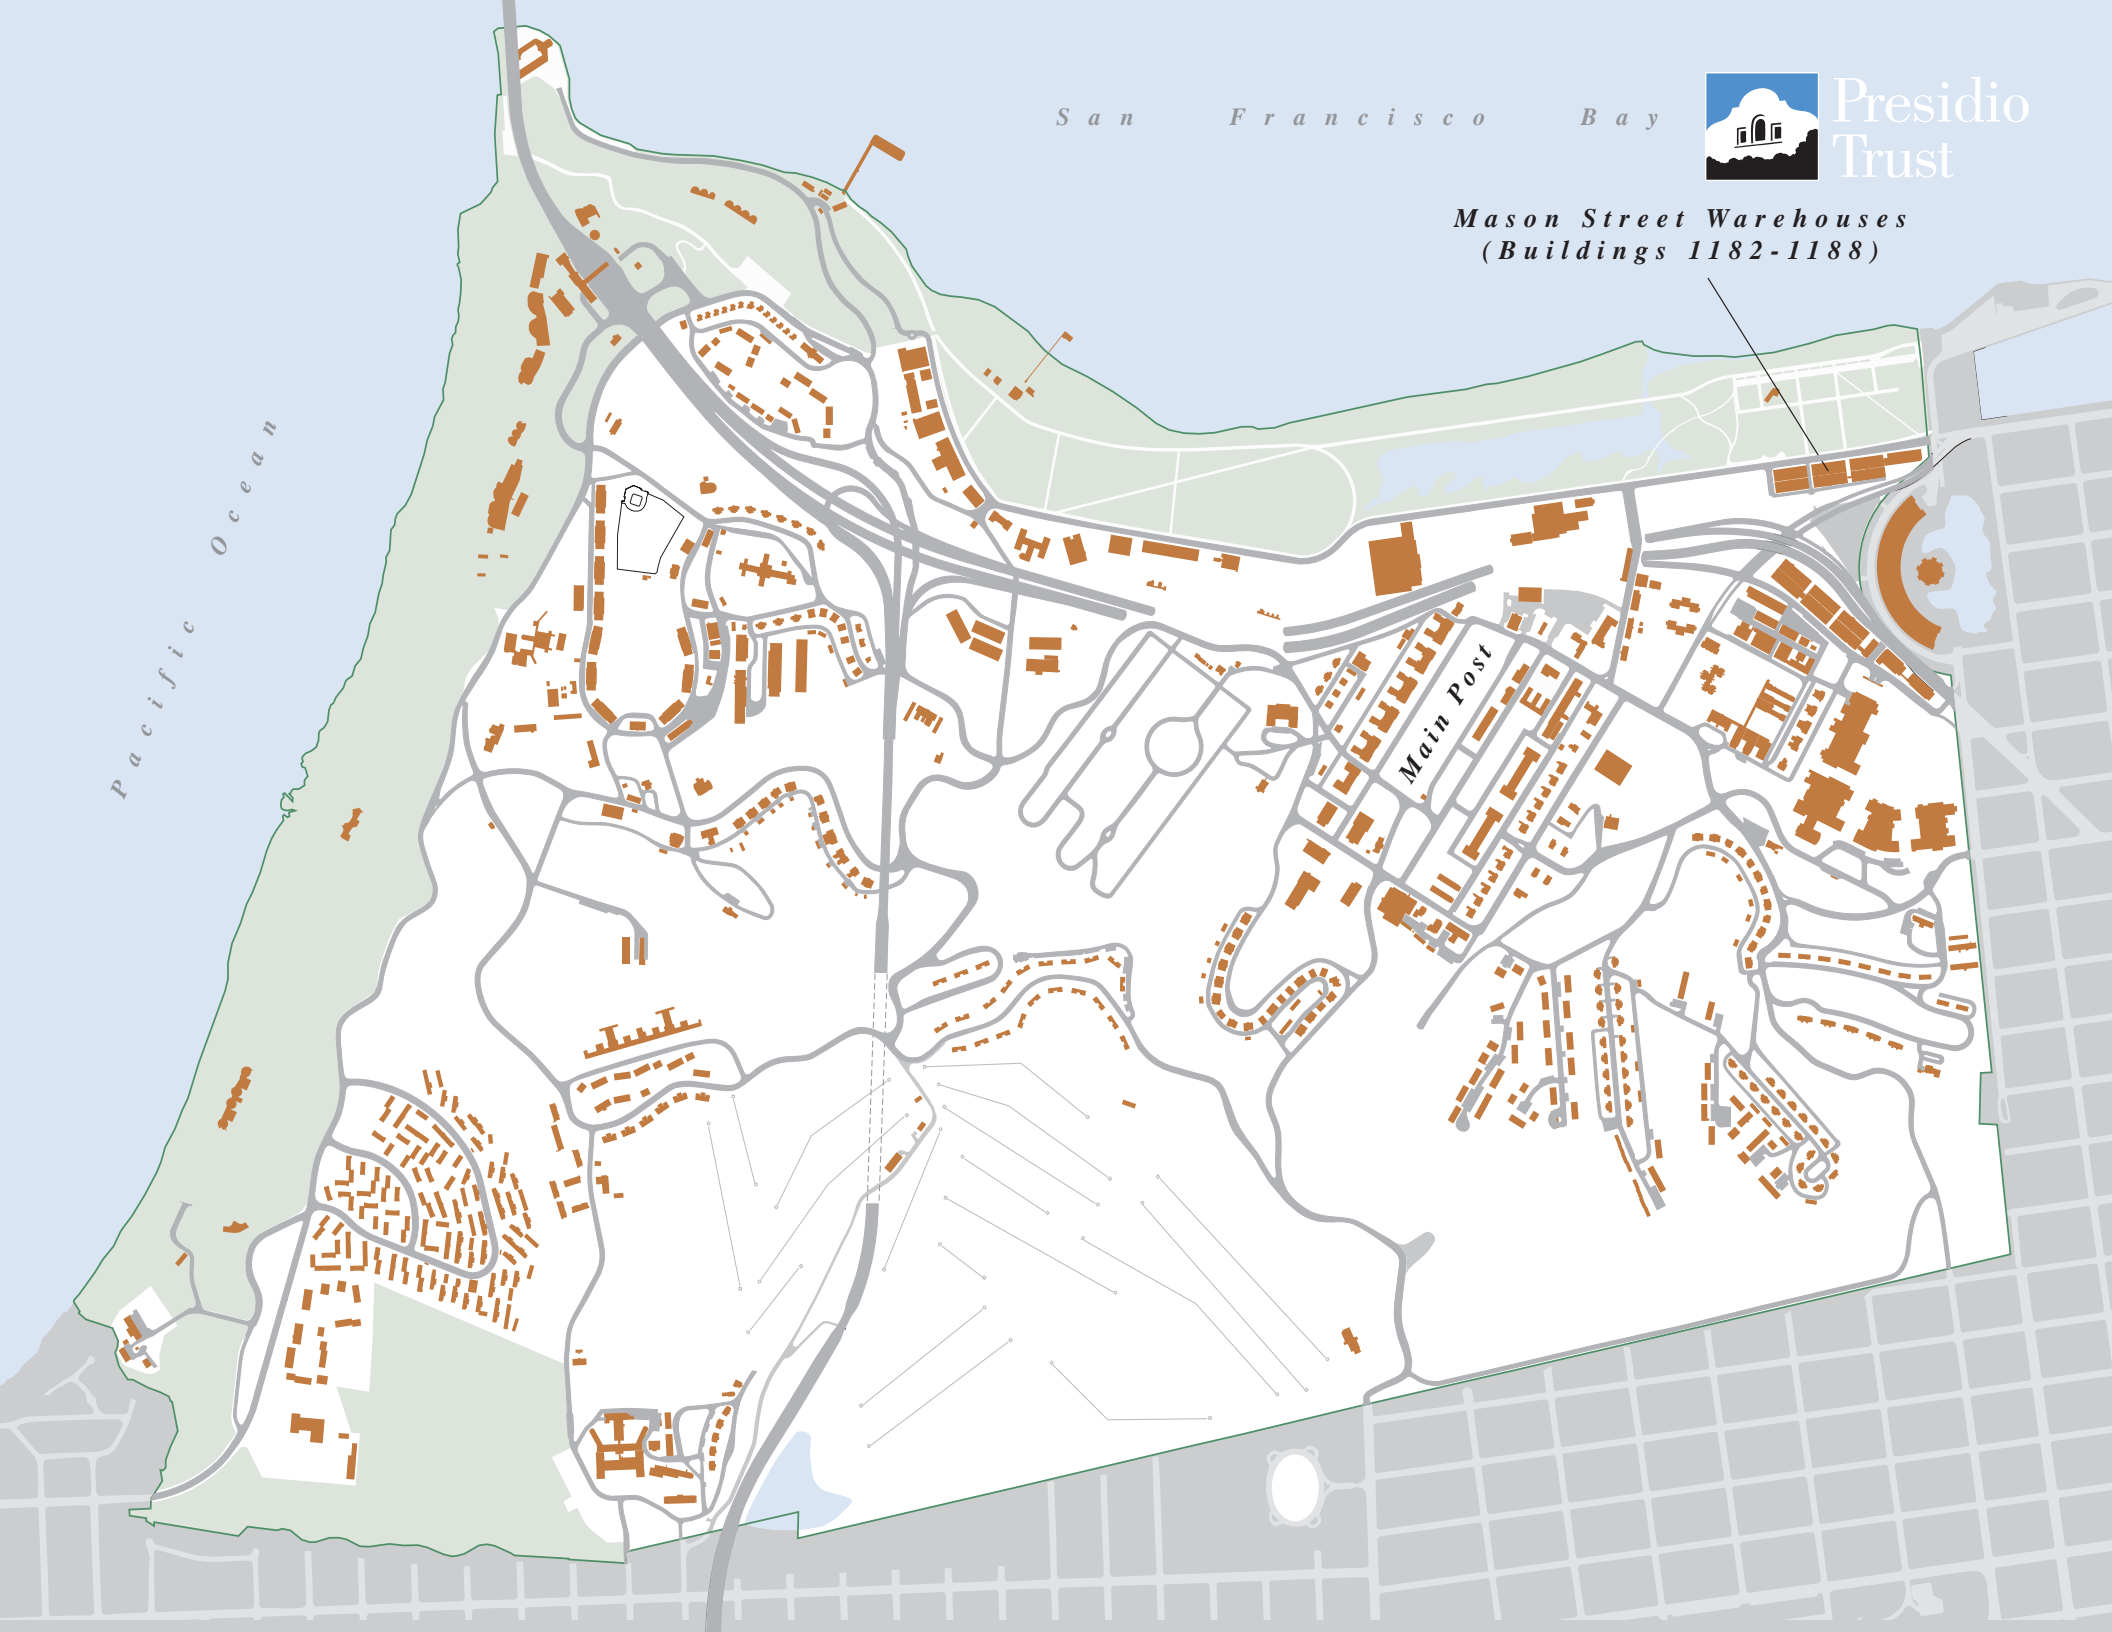 San Francisco Bay
Presidio
Trust
Mason Street Warehouses
(Buildings 1182-1188)
Pacific Ocean
Main Post